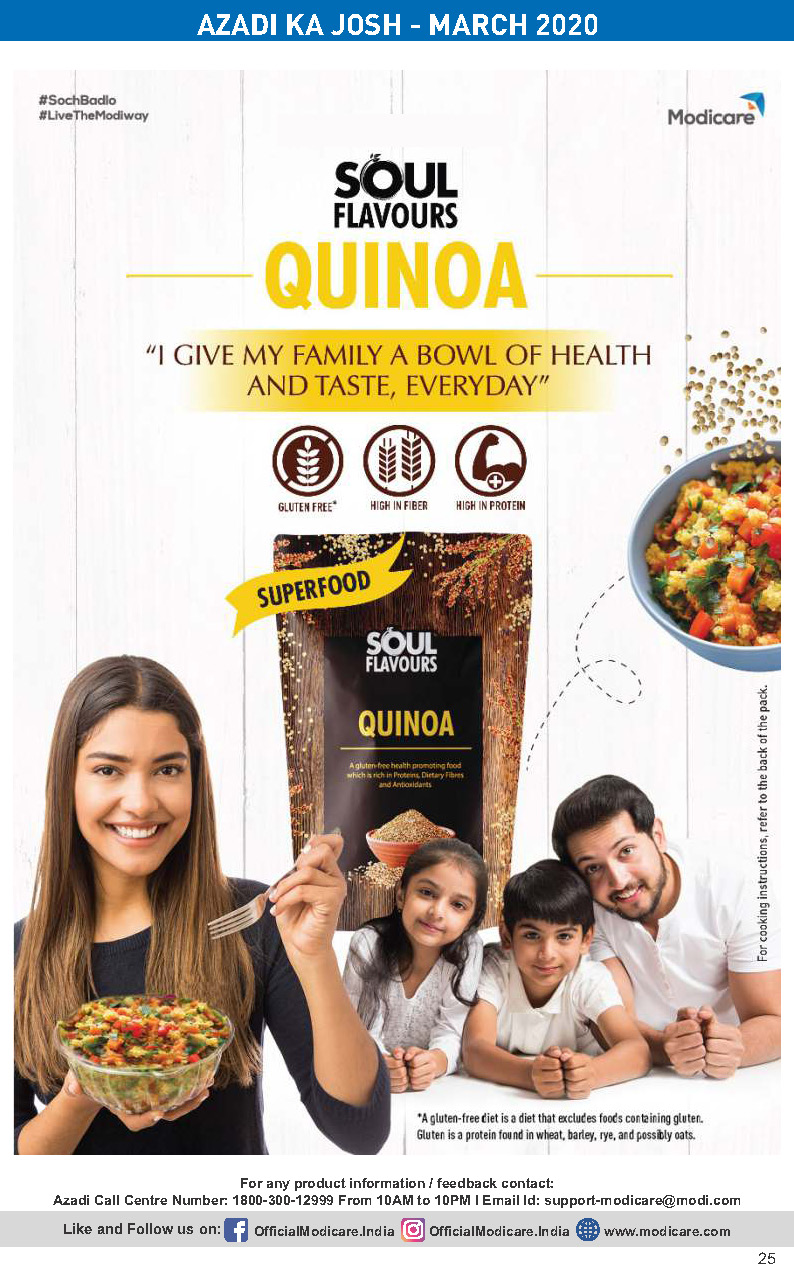 AZADI KA JOSH - MARCH 2020
#SochBadlo
#LiveTheModiway
Modicare
SOUL
FLAVOURS
QUINOA
“I GIVE MY FAMILY A BOWL OF HEALTH
AND TASTE, EVERYDAY”
GLUTEN FREE*
HIGH IN FIBER
HIGH IN PROTEIN
SUPERFOOD
SOUL
FLAVOURS
QUINOA
A gluten-free health promoting food
which is rich in Proteins, Dietary Fibres
and Antioxidants
For cooking instructions, refer to the back of the pack.
*A gluten-free diet is a diet that excludes foods containing gluten.
Gluten is a protein found in wheat, barley, rye, and possibly oats.
For any product information / feedback contact:
Azadi Call Centre Number: 1800-300-12999 From 10AM to 10PM I Email Id: support-modicare@modi.com
Like and Follow us on: OfficialModicare.India OfficialModicare.India www.modicare.com
25